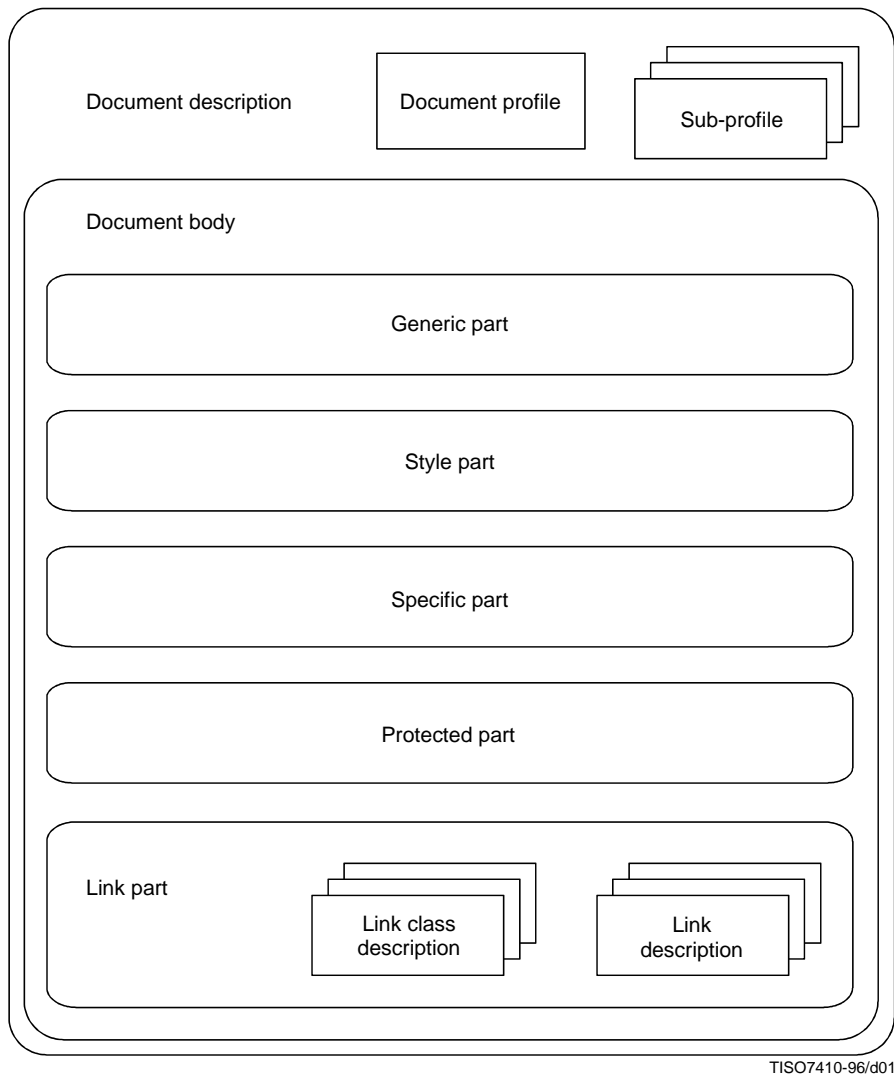 Document description
Document profile
Sub-profile
Document body
Generic part
Style part
Specific part
Protected part
Link part
Link class
description
Link
description
TISO7410-96/d01